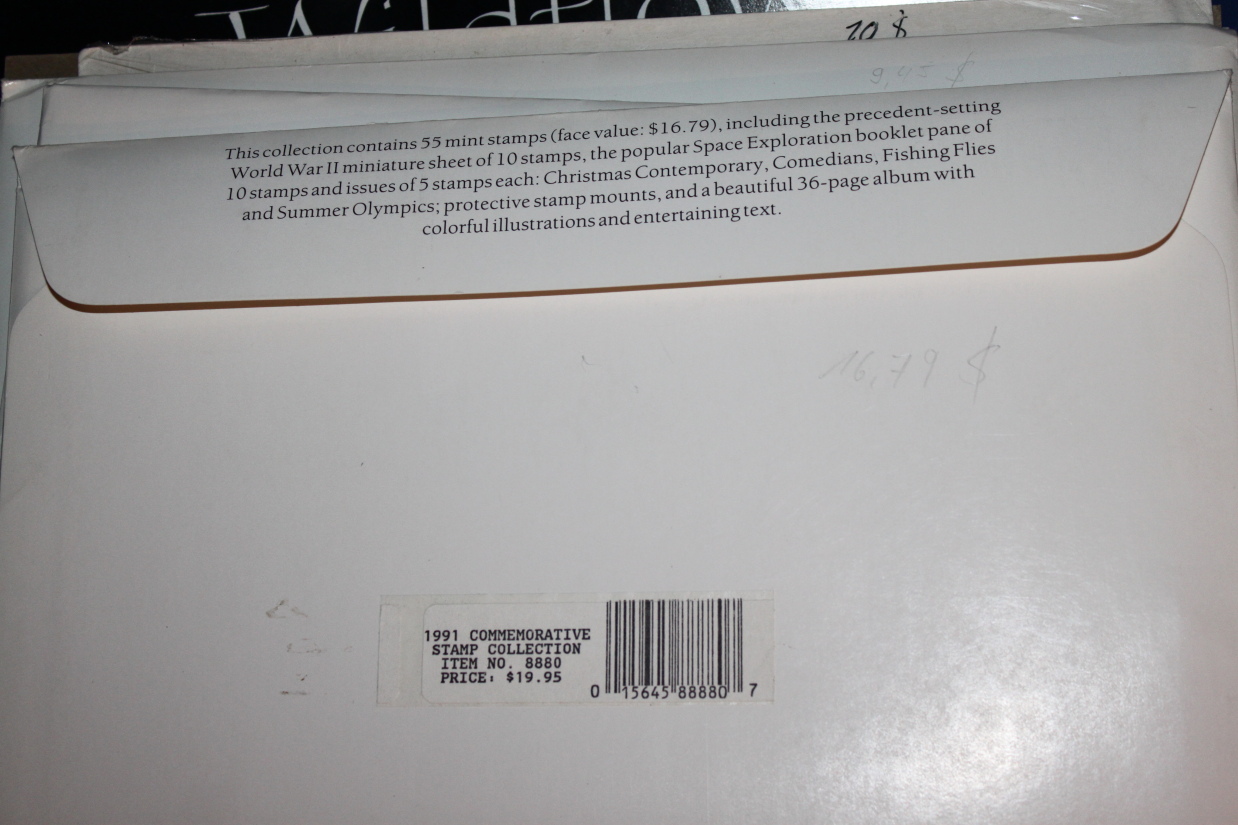 20 $
9,45 $
This collection contains 55 mint stamps (face value: $16.79), including the precedent-setting
World War II miniature sheet of 10 stamps, the popular Space Exploration booklet pane of
10 stamps and issues of 5 stamps each: Christmas Contemporary, Comedians, Fishing Flies
and Summer Olympics; protective stamp mounts, and a beautiful 36-page album with
colorful illustrations and entertaining text.
16,79 $
1991 COMMEMORATIVE
STAMP COLLECTION
ITEM NO. 8880
PRICE: $19.95
0 15645 88880 7